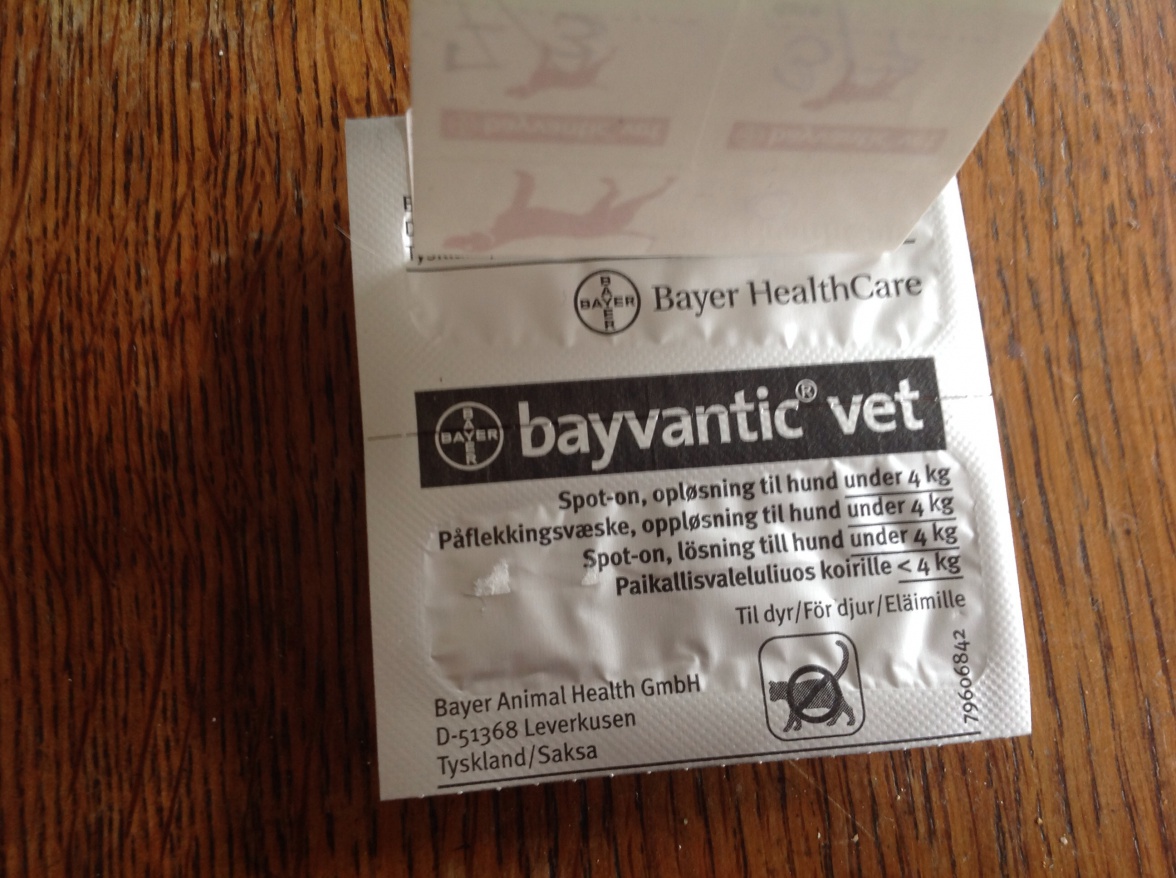 BAYER
BAYER
Bayer HealthCare
BAYER
BAYER
bayvantic® vet
Spot-on, opløsning til hund under 4 kg
Påflekkingsvæske, oppløsning til hund under 4 kg
Spot-on, lösning till hund under 4 kg
Paikallisvaleluliuos koirille < 4 kg
Til dyr/För djur/Eläimille
79606842
Bayer Animal Health GmbH
D-51368 Leverkusen
Tyskland/Saksa